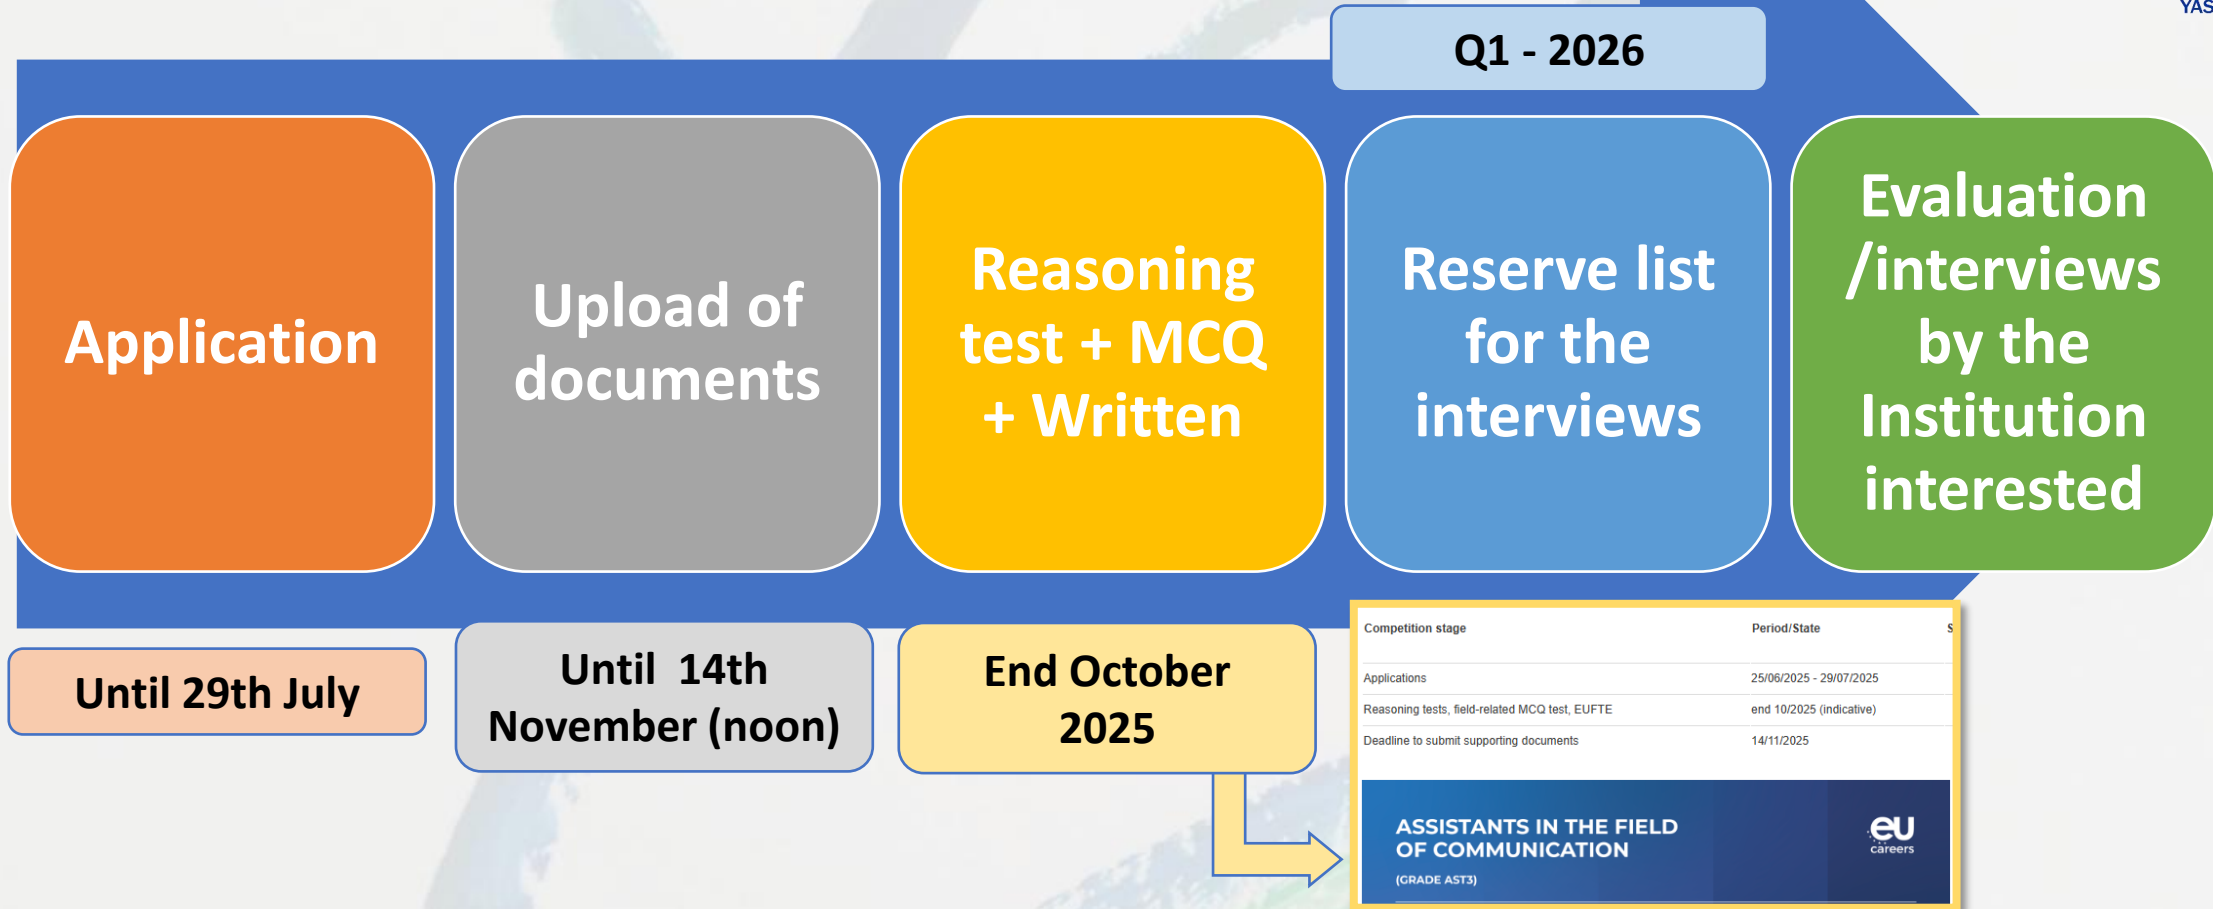 YAS
Q1 - 2026
Application
Upload of
documents
Reasoning
test + MCQ
+ Written
Reserve list
for the
interviews
Evaluation
/interviews
by the
Institution
interested
Until 29th July
Until 14th
November (noon)
End October
2025
Competition stage Period/State S
Applications 25/06/2025 - 29/07/2025
Reasoning tests, field-related MCQ test, EUFTE end 10/2025 (indicative)
Deadline to submit supporting documents 14/11/2025
ASSISTANTS IN THE FIELD
OF COMMUNICATION
(GRADE AST3)
eu
careers